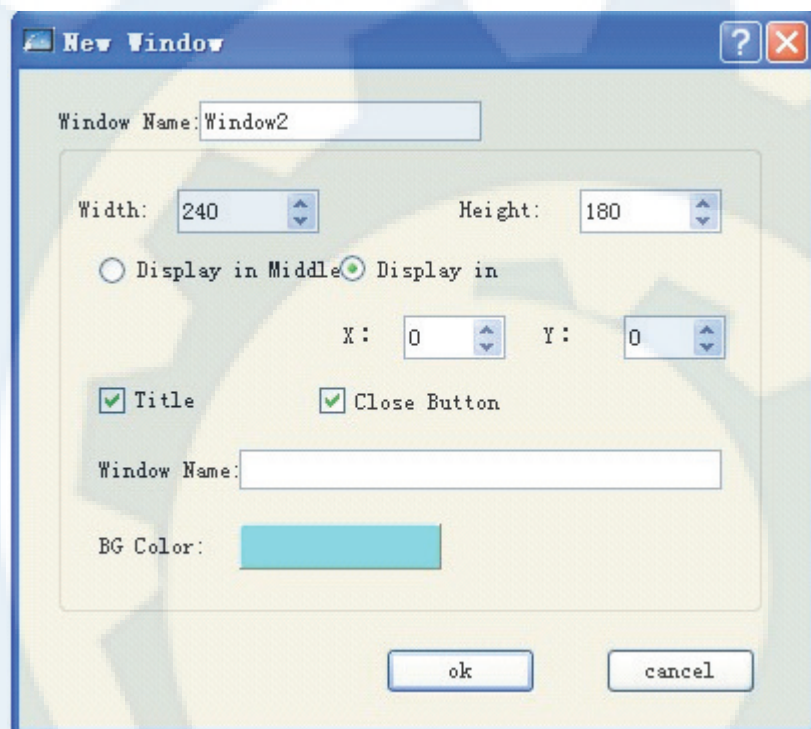 New Window
Window Name: Window2
Width: 240 Height: 180
Display in Middle Display in
X: 0 Y: 0
Title Close Button
Window Name:
BG Color:
ok cancel